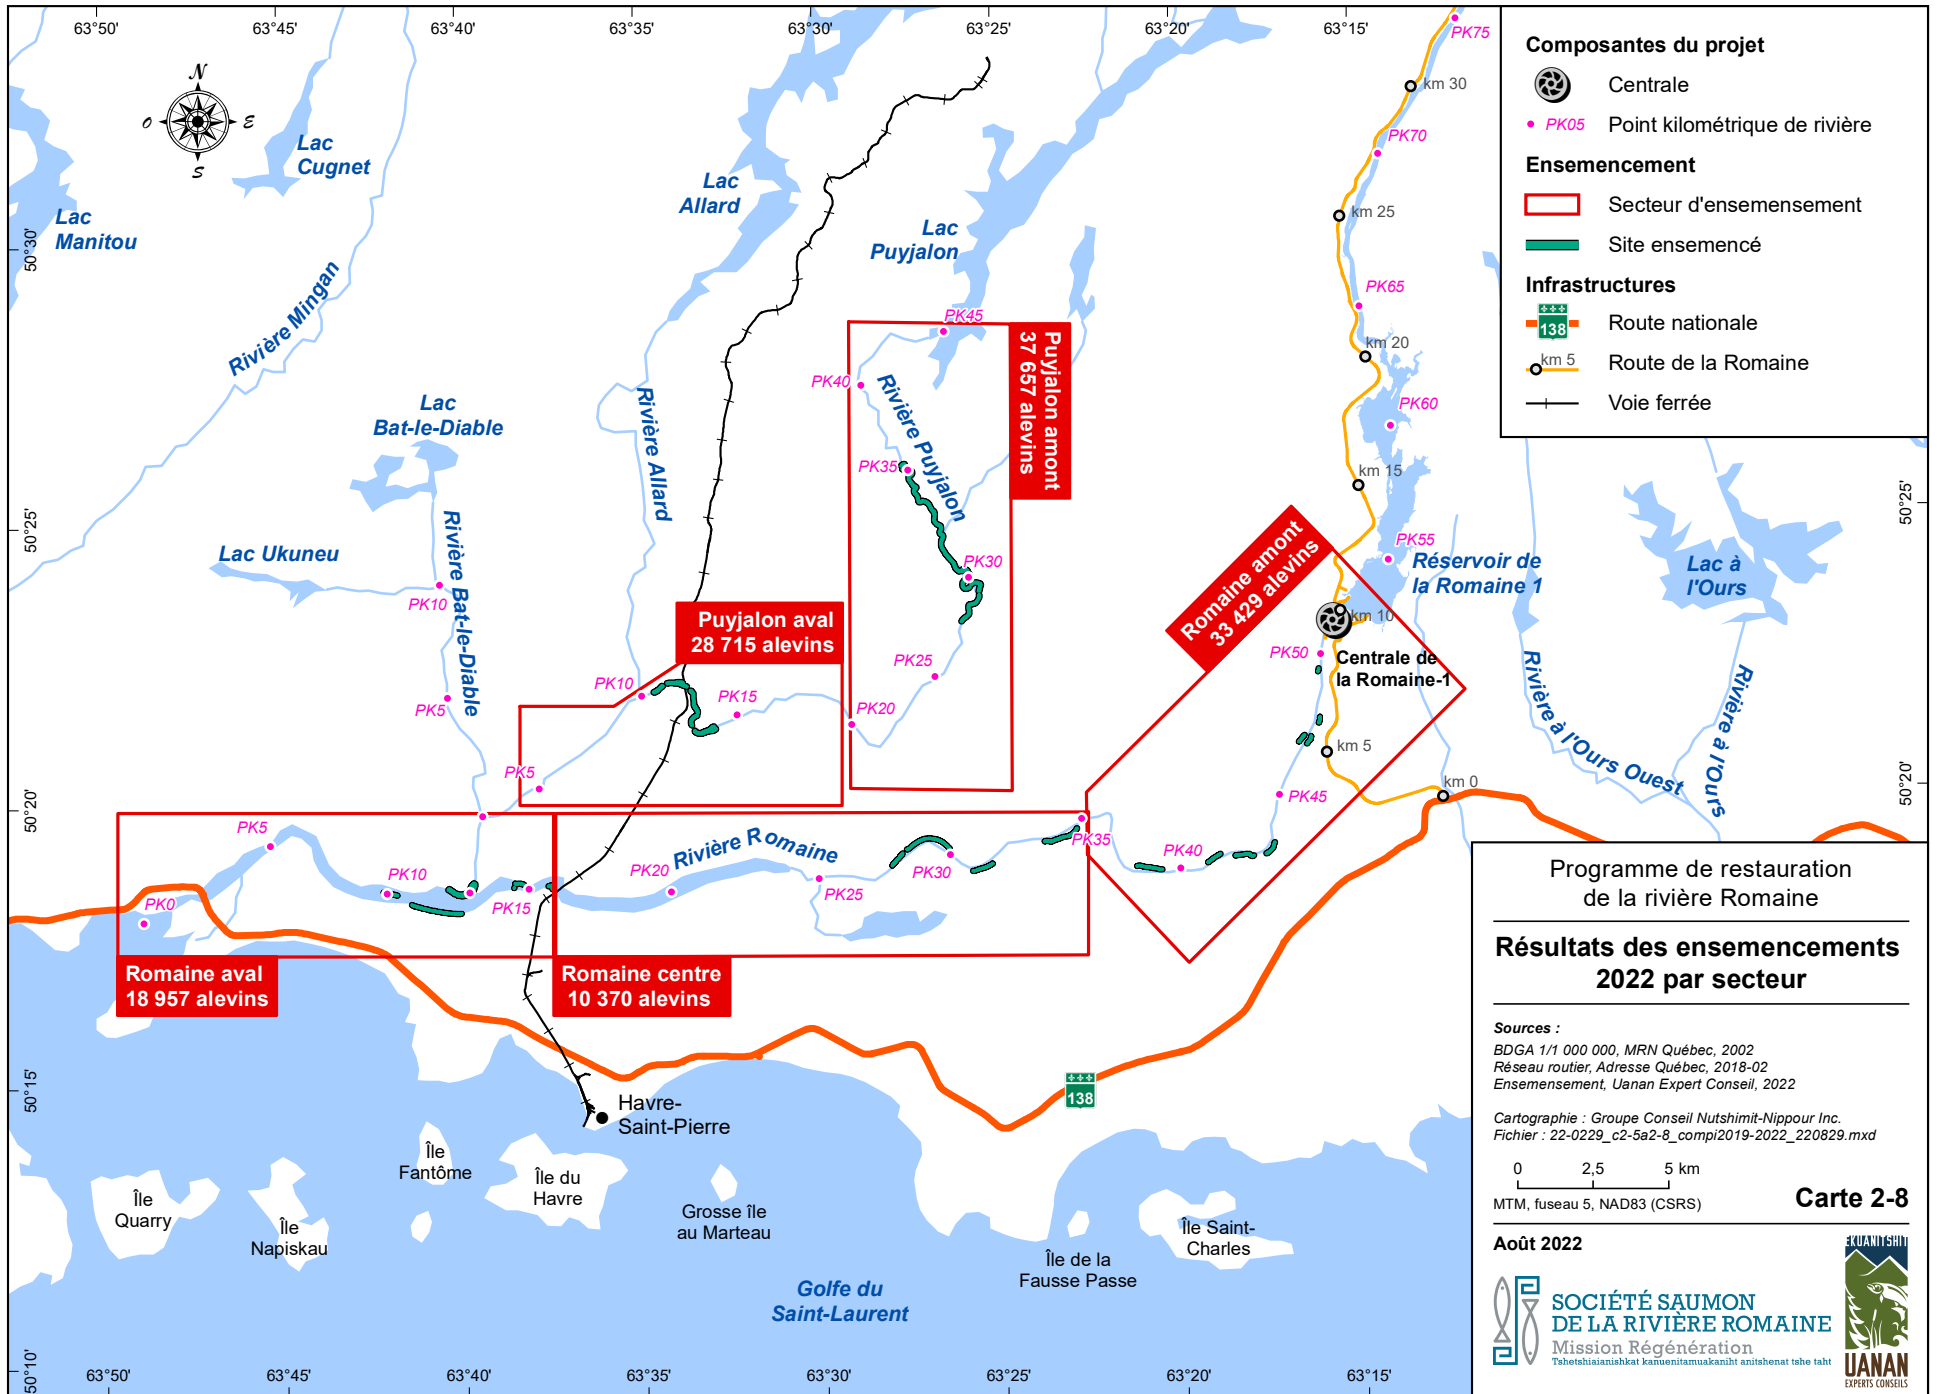 63°50'
63°45'
63°40'
63°35'
63°30'
63°25'
63°20'
63°15'
PK75
N
O
E
S
km 30
Lac
Cugnet
PK70
Lac
Allard
Lac
Manitou
km 25
Lac
Puyjalon
50°30'
Rivière Mingan
PK65
PK45
km 20
Puyjalon amont
37 657 alevins
PK40
Rivière Puyjalon
Rivière Allard
Lac
Bat-le-Diable
PK60
PK35
km 15
50°25'
50°25'
Rivière Bat-le-Diable
Lac Ukuneu
PK10
PK30
Romaine amont
33 429 alevins
PK55
Réservoir de
la Romaine 1
Lac à
l'Ours
km 10
Puyjalon aval
28 715 alevins
PK50
Centrale de
la Romaine-1
PK25
PK10
PK5
PK15
PK20
Rivière à l'Ours Ouest
Rivière à l'Ours
km 5
PK5
km 0
PK45
50°20'
50°20'
PK5
Rivière Romaine
PK35
PK40
PK10
PK20
PK30
PK25
PK0
PK15
Romaine aval
18 957 alevins
Romaine centre
10 370 alevins
138
50°15'
Havre-
Saint-Pierre
Île
Fantôme
Île du
Havre
Île
Quarry
Île
Napiskau
Grosse île
au Marteau
Île Saint-
Charles
Île de la
Fausse Passe
Golfe du
Saint-Laurent
50°10'
63°50'
63°45'
63°40'
63°35'
63°30'
63°25'
63°20'
63°15'
Composantes du projet
Centrale
PK05 Point kilométrique de rivière
Ensemencement
Secteur d'ensemensement
Site ensemencé
Infrastructures
138 Route nationale
km 5 Route de la Romaine
Voie ferrée
Programme de restauration
de la rivière Romaine
Résultats des ensemencements
2022 par secteur
Sources :
BDGA 1/1 000 000, MRN Québec, 2002
Réseau routier, Adresse Québec, 2018-02
Ensemensement, Uanan Expert Conseil, 2022
Cartographie : Groupe Conseil Nutshimit-Nippour Inc.
Fichier : 22-0229_c2-5a2-8_compi2019-2022_220829.mxd
0 2,5 5 km
MTM, fuseau 5, NAD83 (CSRS)
Carte 2-8
Août 2022
SOCIÉTÉ SAUMON
DE LA RIVIÈRE ROMAINE
Mission Régénération
Tshetshiaianishkat kanuenitamuakaniht anitshenat tshe taht
EKUANITSHIT
UANAN
EXPERTS CONSEILS